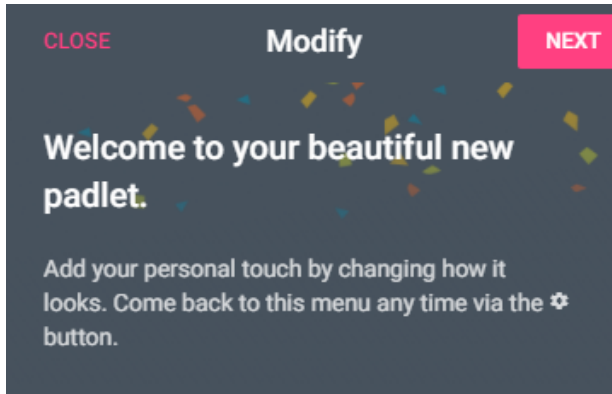 CLOSE Modify NEXT
Welcome to your beautiful new
padlet.
Add your personal touch by changing how it
looks. Come back to this menu any time via the
button.